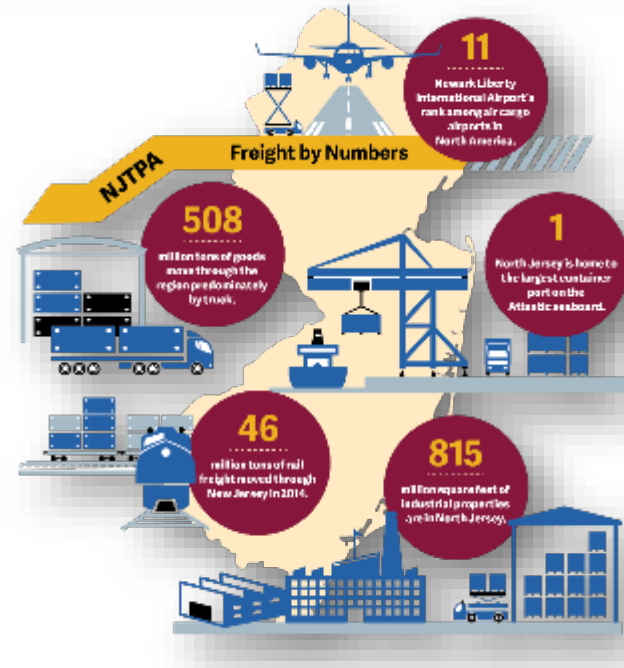 11
Newark Liberty
International Airport's
rank among air cargo
airports in
North America.
NJTPA
Freight by Numbers
508
million tons of goods
move through the
region predominately
by truck.
1
North Jersey is home to
the largest container
port on the
Atlantic seaboard.
46
million tons of rail
freight moved through
New Jersey in 2014.
815
million square feet of
industrial properties
are in North Jersey.